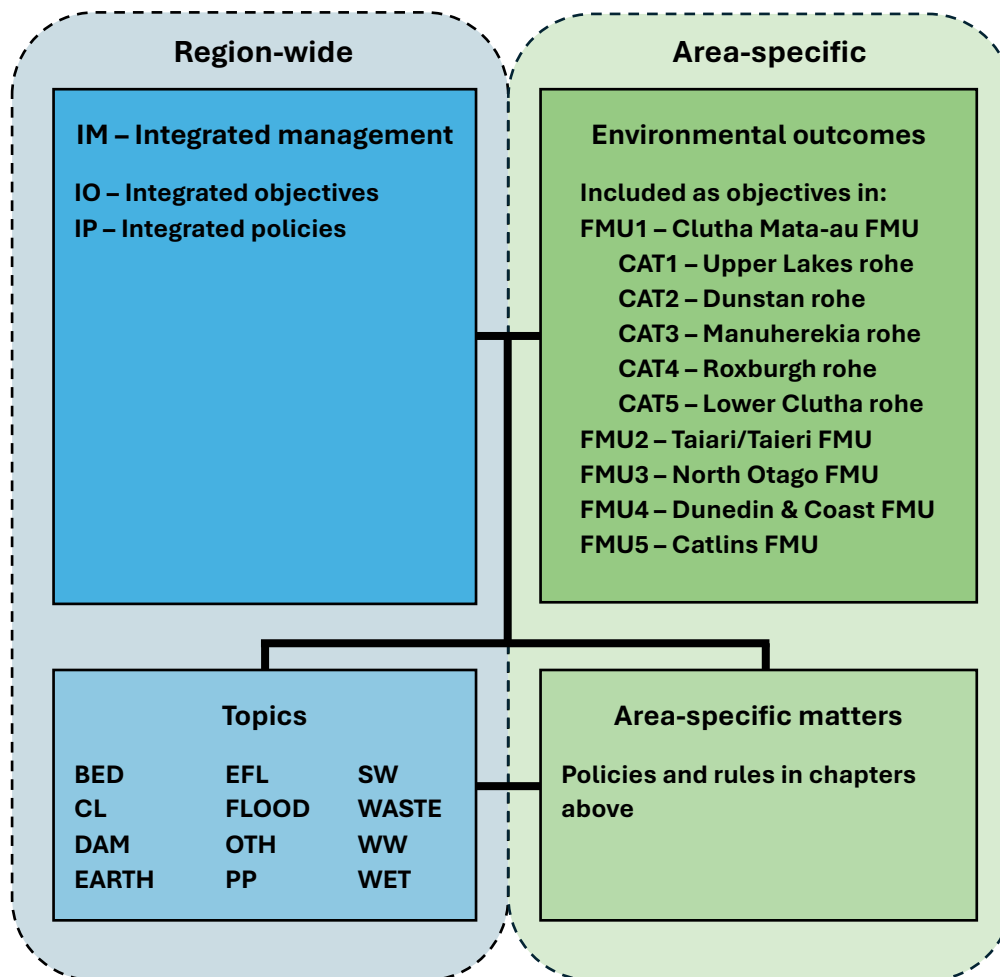 Region-wide
IM – Integrated management
IO – Integrated objectives
IP – Integrated policies
Area-specific
Environmental outcomes
Included as objectives in:
FMU1 – Clutha Mata-au FMU
CAT1 – Upper Lakes rohe
CAT2 – Dunstan rohe
CAT3 – Manuherekia rohe
CAT4 – Roxburgh rohe
CAT5 – Lower Clutha rohe
FMU2 – Taiari/Taieri FMU
FMU3 – North Otago FMU
FMU4 – Dunedin & Coast FMU
FMU5 – Catlins FMU
Topics
BED EFL SW
CL FLOOD WASTE
DAM OTH WW
EARTH PP WET
Area-specific matters
Policies and rules in chapters
above